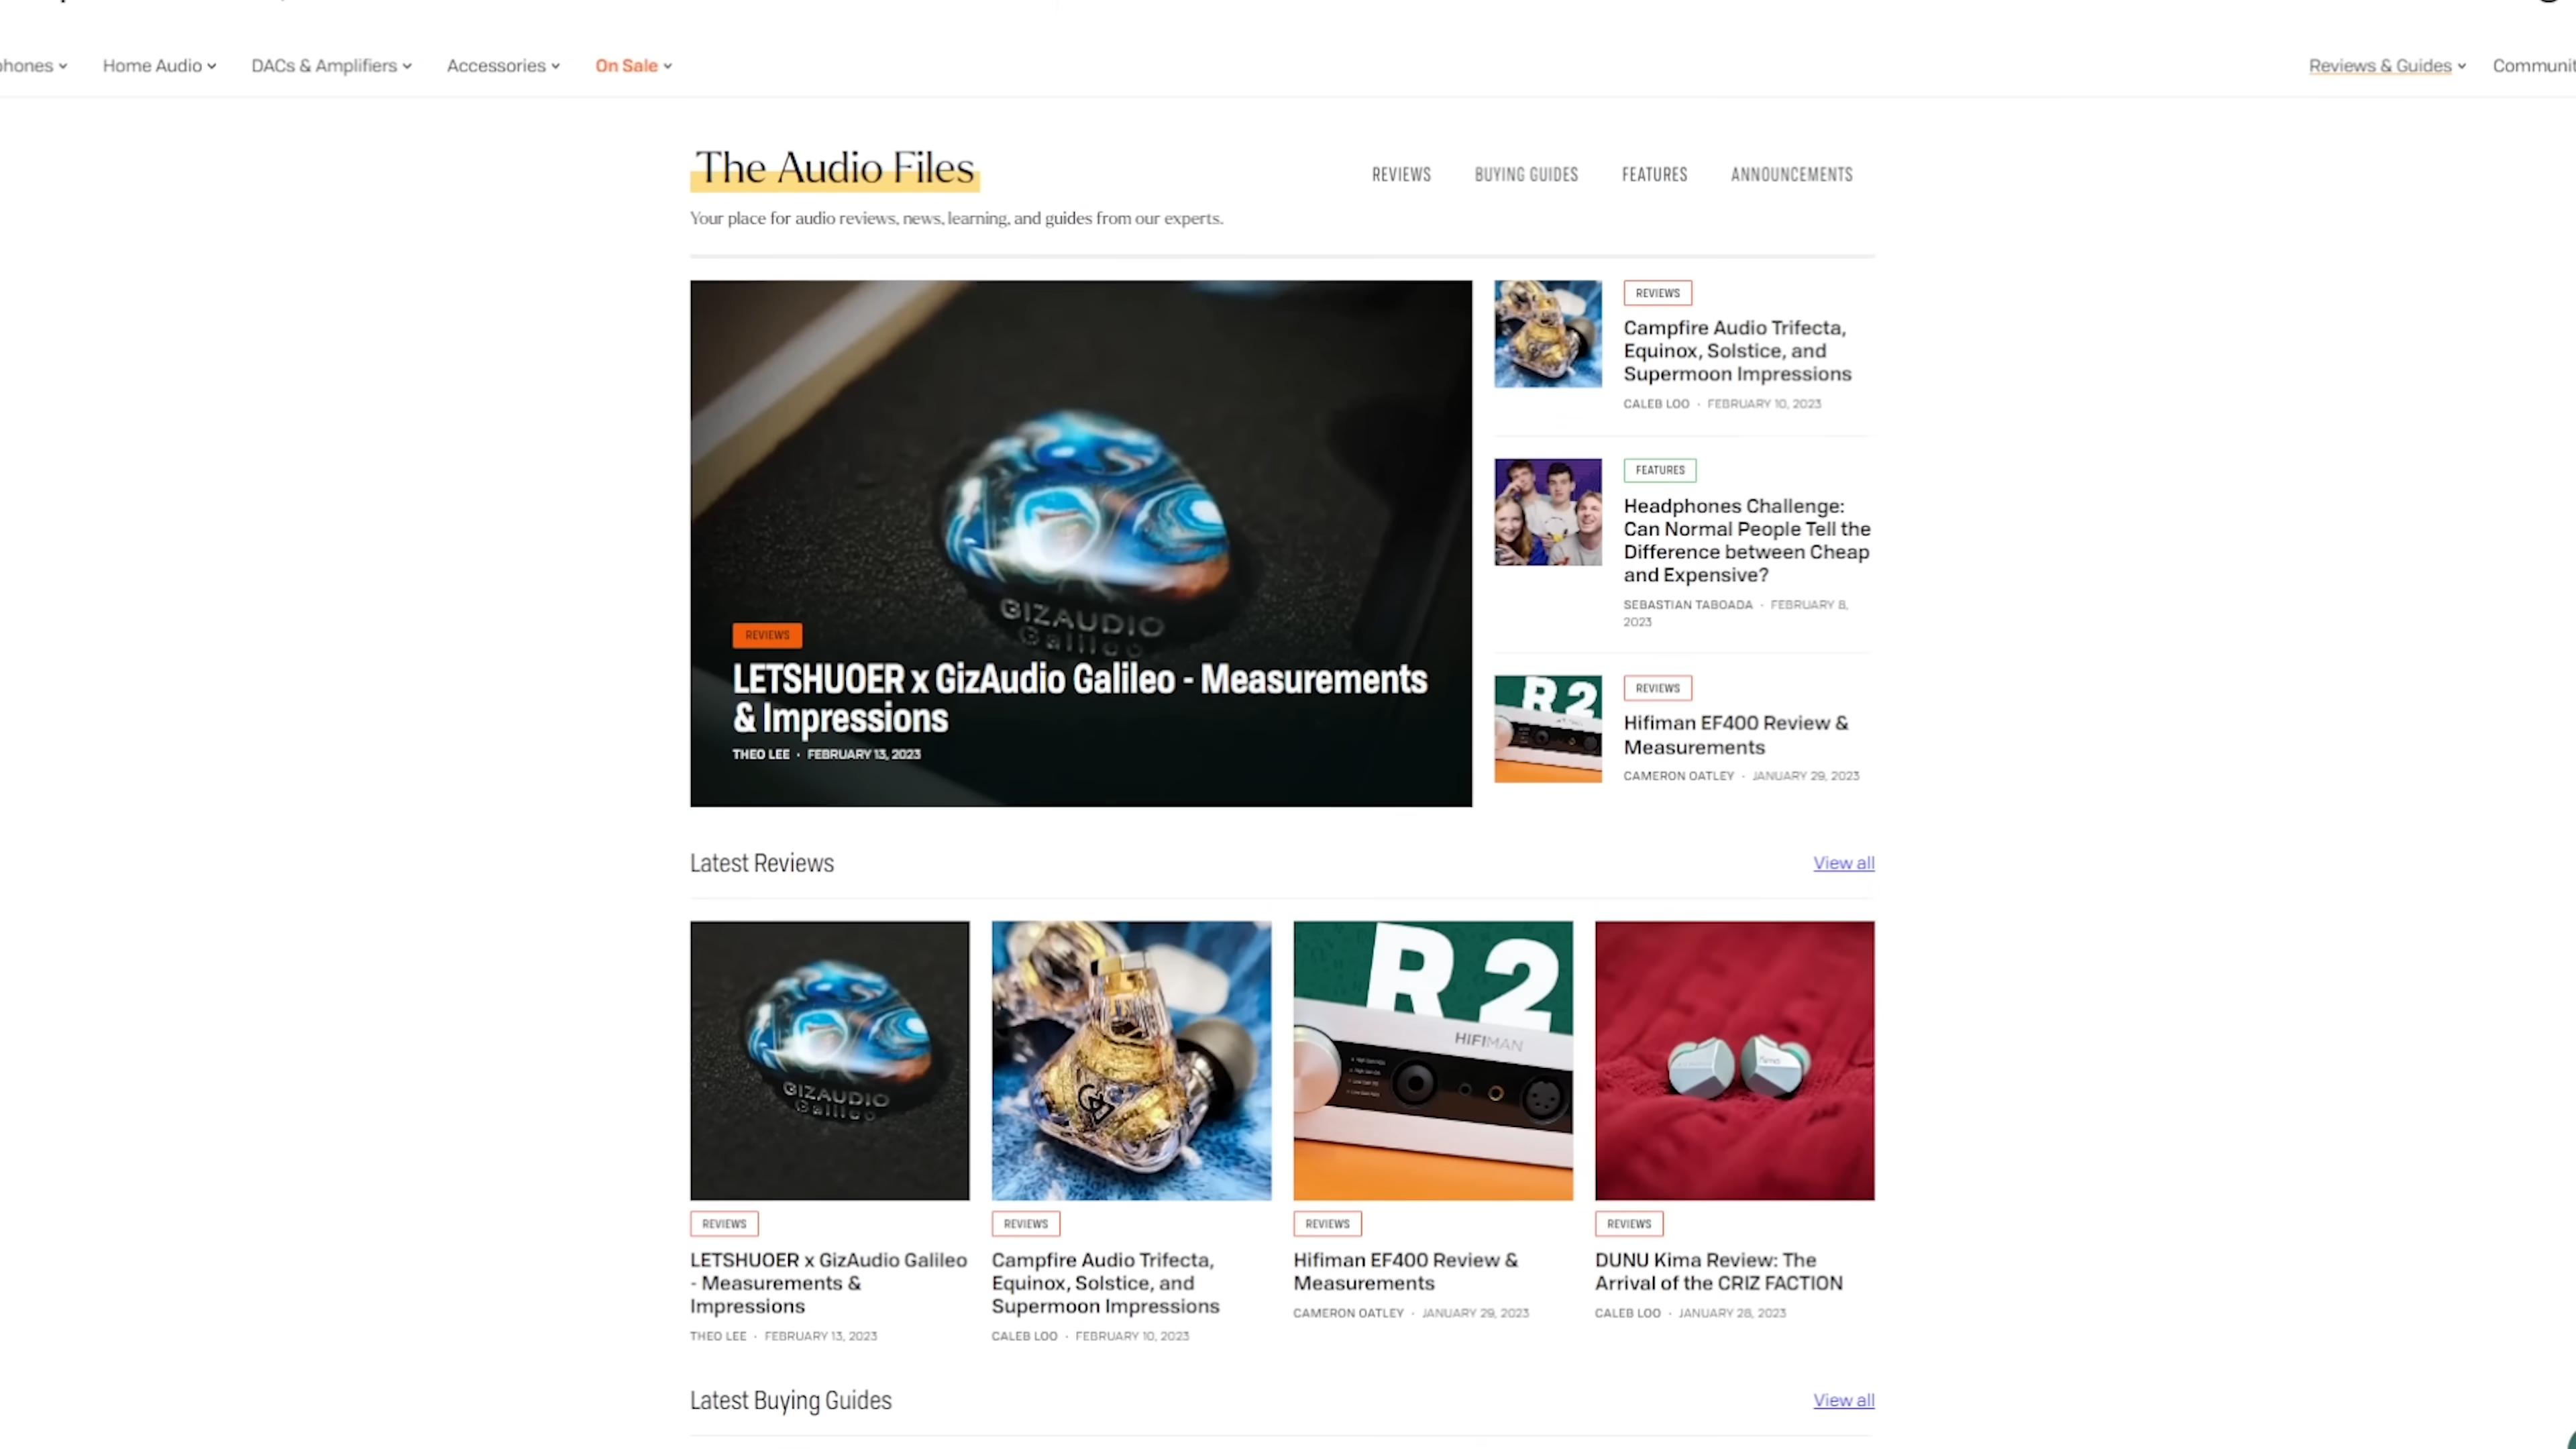 Home Audio
DACs & Amplifiers
Accessories
On Sale
Reviews & Guides
The Audio Files
REVIEWS
BUYING GUIDES
FEATURES
ANNOUNCEMENTS
Your place for audio reviews, news, learning, and guides from our experts.
GIZAUDIO
Galileo
REVIEWS
LETSHUOER x GizAudio Galileo - Measurements
& Impressions
THEO LEE · FEBRUARY 13, 2023
REVIEWS
Campfire Audio Trifecta,
Equinox, Solstice, and
Supermoon Impressions
CALEB LOO · FEBRUARY 10, 2023
FEATURES
Headphones Challenge:
Can Normal People Tell the
Difference between Cheap
and Expensive?
SEBASTIAN TABOADA · FEBRUARY 8,
2023
R 2
REVIEWS
Hifiman EF400 Review &
Measurements
CAMERON OATLEY · JANUARY 29, 2023
Latest Reviews
View all
GIZAUDIO
Galileo
R 2
HIFIMAN
REVIEWS
LETSHUOER x GizAudio Galileo
- Measurements &
Impressions
THEO LEE · FEBRUARY 13, 2023
REVIEWS
Campfire Audio Trifecta,
Equinox, Solstice, and
Supermoon Impressions
CALEB LOO · FEBRUARY 10, 2023
REVIEWS
Hifiman EF400 Review &
Measurements
CAMERON OATLEY · JANUARY 29, 2023
REVIEWS
DUNU Kima Review: The
Arrival of the CRIZ FACTION
CALEB LOO · JANUARY 28, 2023
Latest Buying Guides
View all